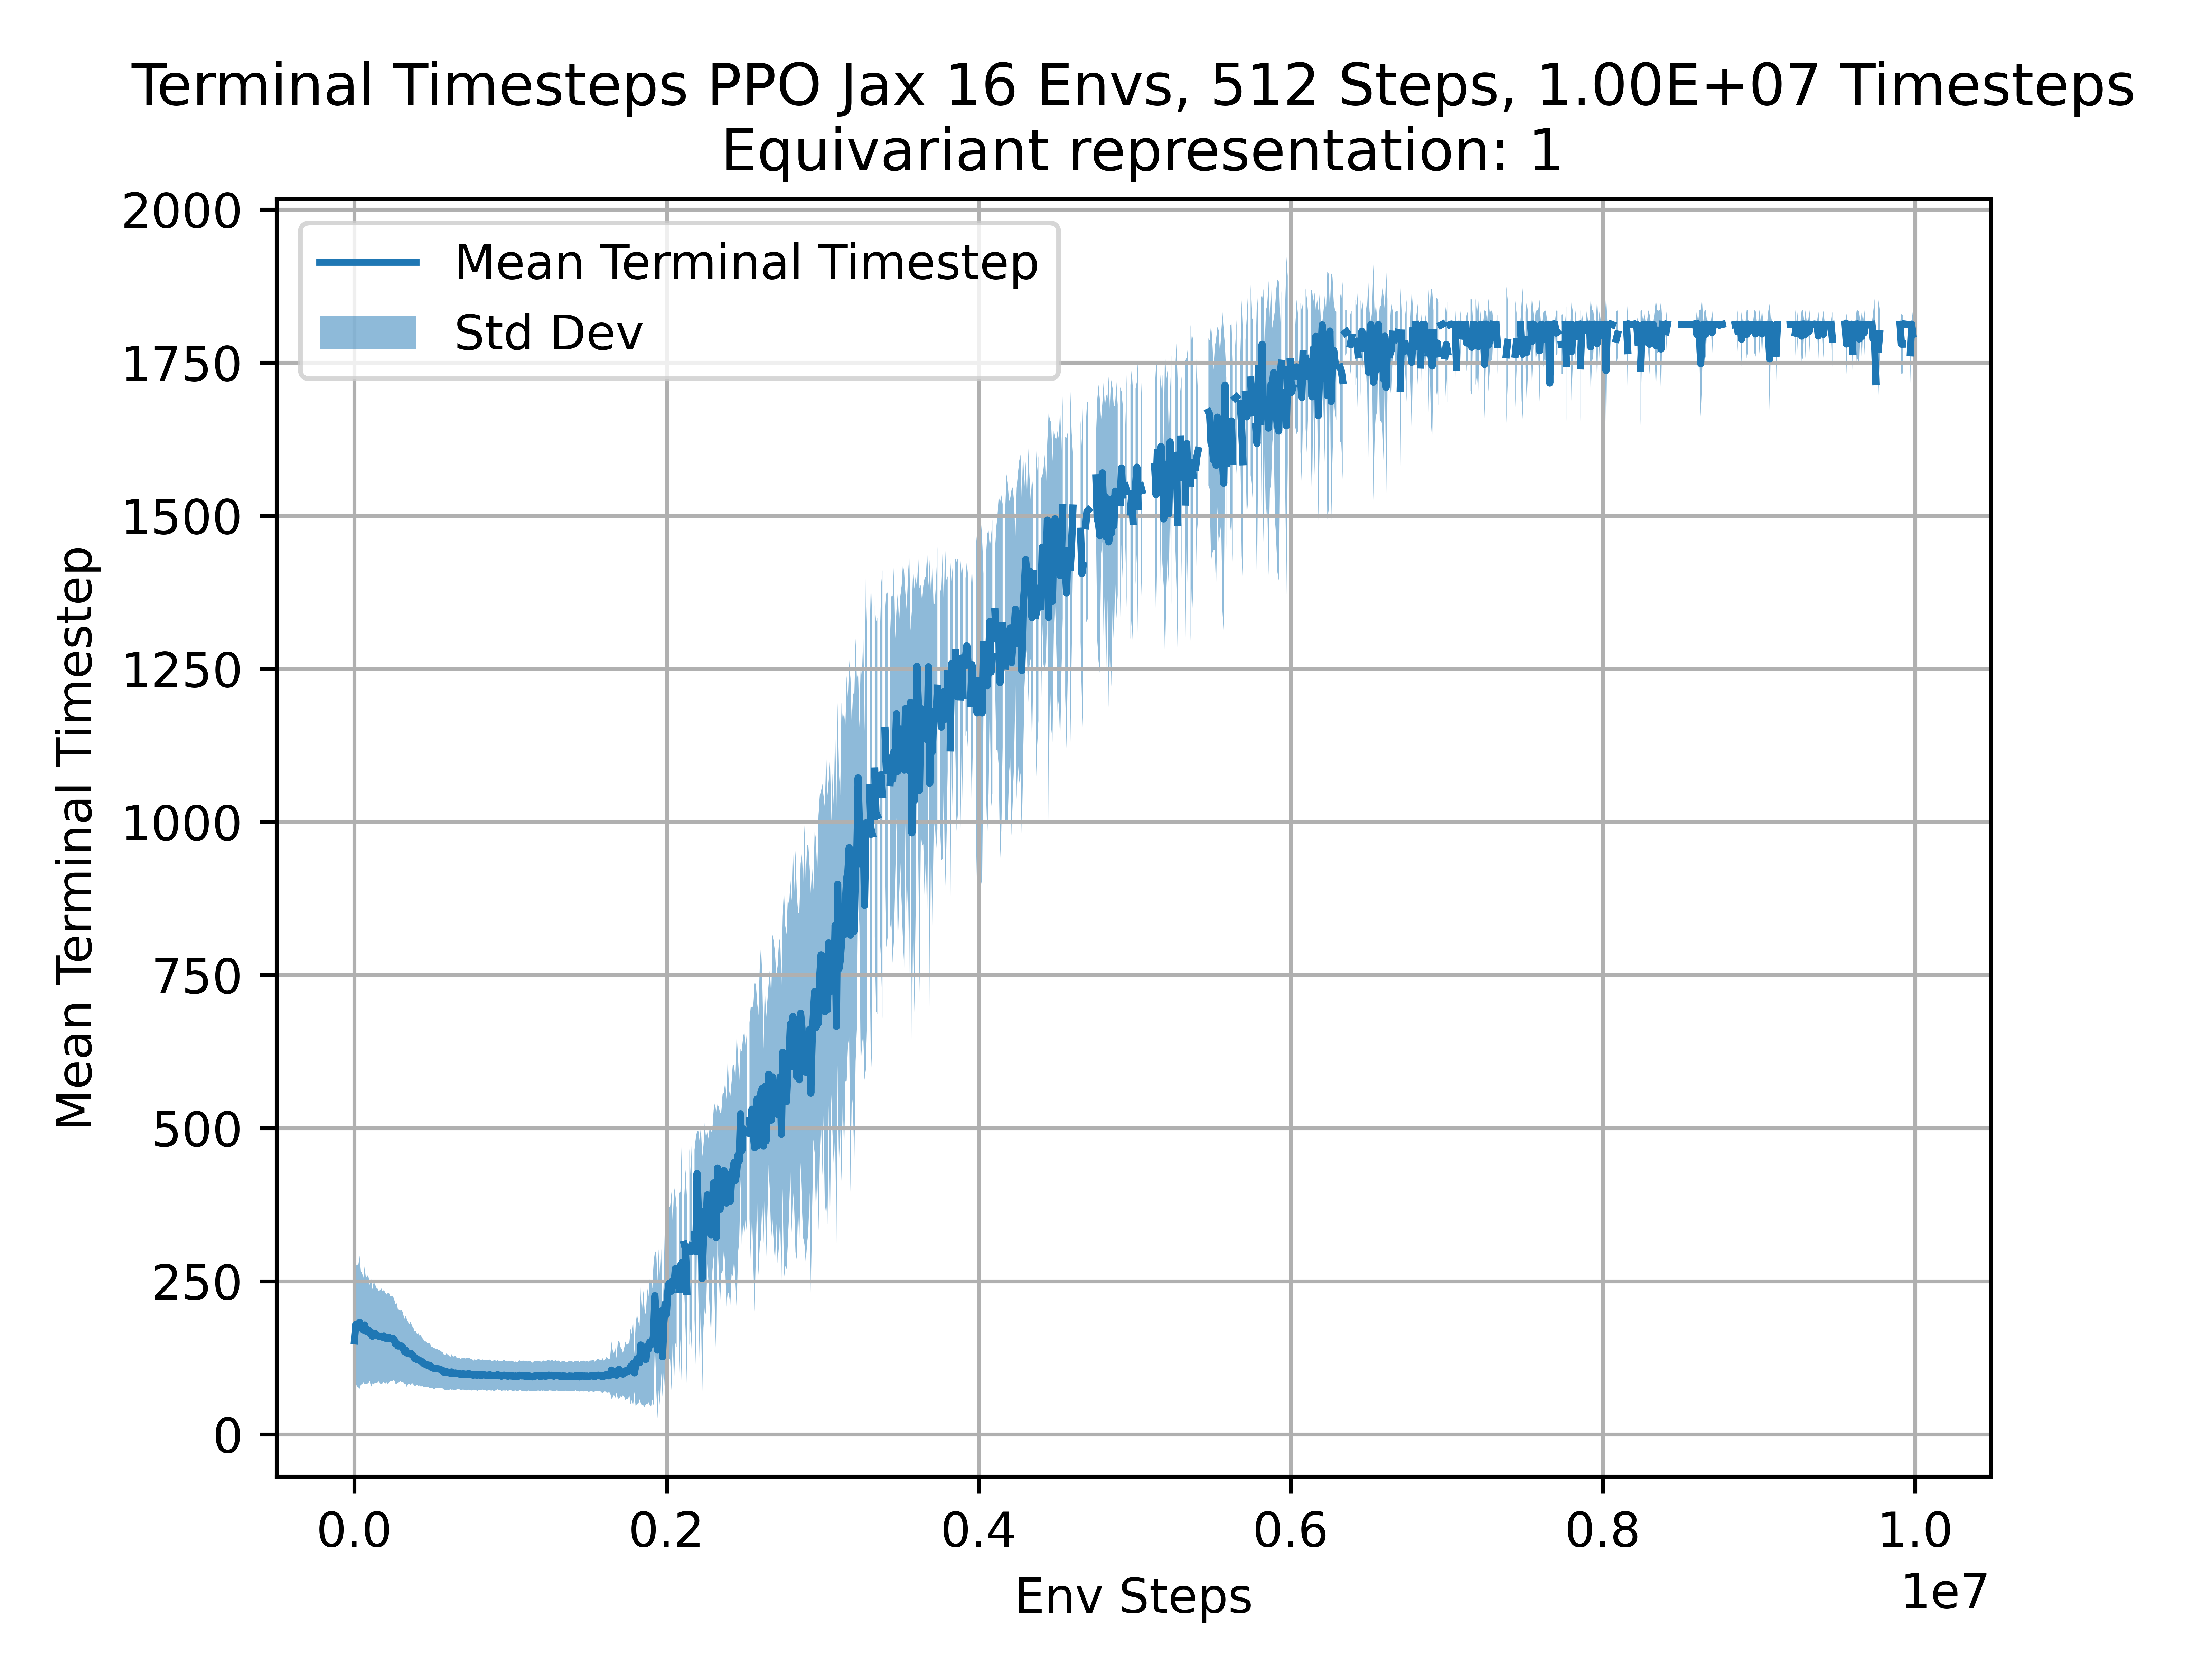 Terminal Timesteps PPO Jax 16 Envs, 512 Steps, 1.00E+07 Timesteps
Equivariant representation: 1
Mean Terminal Timestep
Std Dev
2000
1750
1500
1250
1000
750
500
250
0
Mean Terminal Timestep
0.0 0.2 0.4 0.6 0.8 1.0
1e7
Env Steps